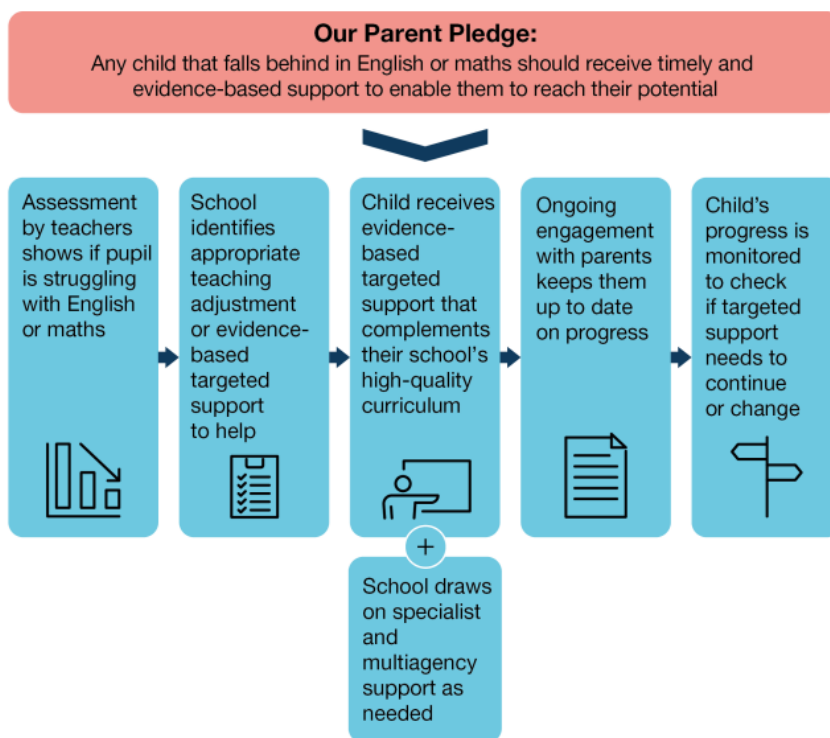 Our Parent Pledge:
Any child that falls behind in English or maths should receive timely and
evidence-based support to enable them to reach their potential
Assessment
by teachers
shows if pupil
is struggling
with English
or maths
School
identifies
appropriate
teaching
adjustment
or evidence-
based
targeted
support
to help
Child receives
evidence-
based
targeted
support that
complements
their school’s
high-quality
curriculum
+
School draws
on specialist
and
multiagency
support as
needed
Ongoing
engagement
with parents
keeps them
up to date
on progress
Child’s
progress is
monitored
to check
if targeted
support
needs to
continue
or change